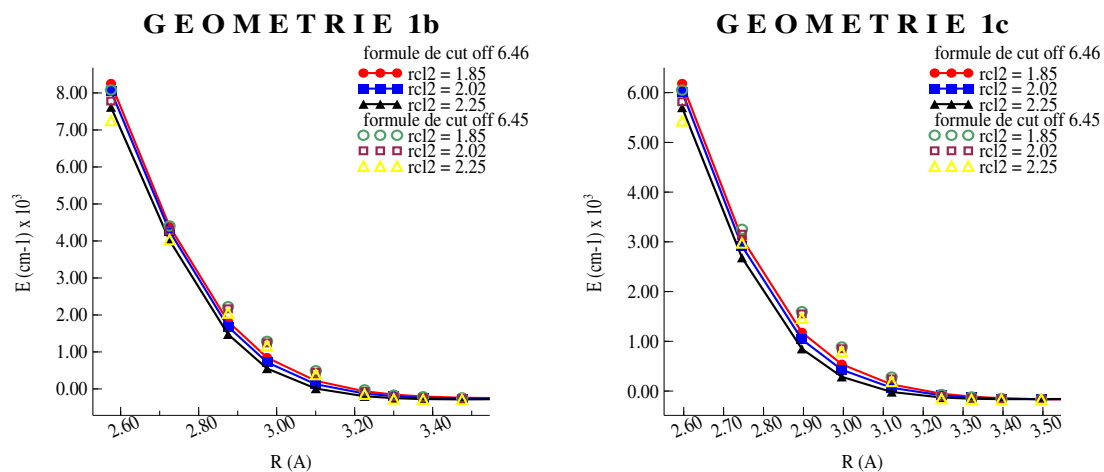 GEOMETRIE 1b
formule de cut off 6.46
rcl2 = 1.85
rcl2 = 2.02
rcl2 = 2.25
formule de cut off 6.45
rcl2 = 1.85
rcl2 = 2.02
rcl2 = 2.25
8.00
7.00
6.00
5.00
4.00
3.00
2.00
1.00
0.00
E (cm-1) x 10³
2.60 2.80 3.00 3.20 3.40
R (A)
GEOMETRIE 1c
formule de cut off 6.46
rcl2 = 1.85
rcl2 = 2.02
rcl2 = 2.25
formule de cut off 6.45
rcl2 = 1.85
rcl2 = 2.02
rcl2 = 2.25
6.00
5.00
4.00
3.00
2.00
1.00
0.00
E (cm-1) x 10³
2.60 2.70 2.80 2.90 3.00 3.10 3.20 3.30 3.40 3.50
R (A)